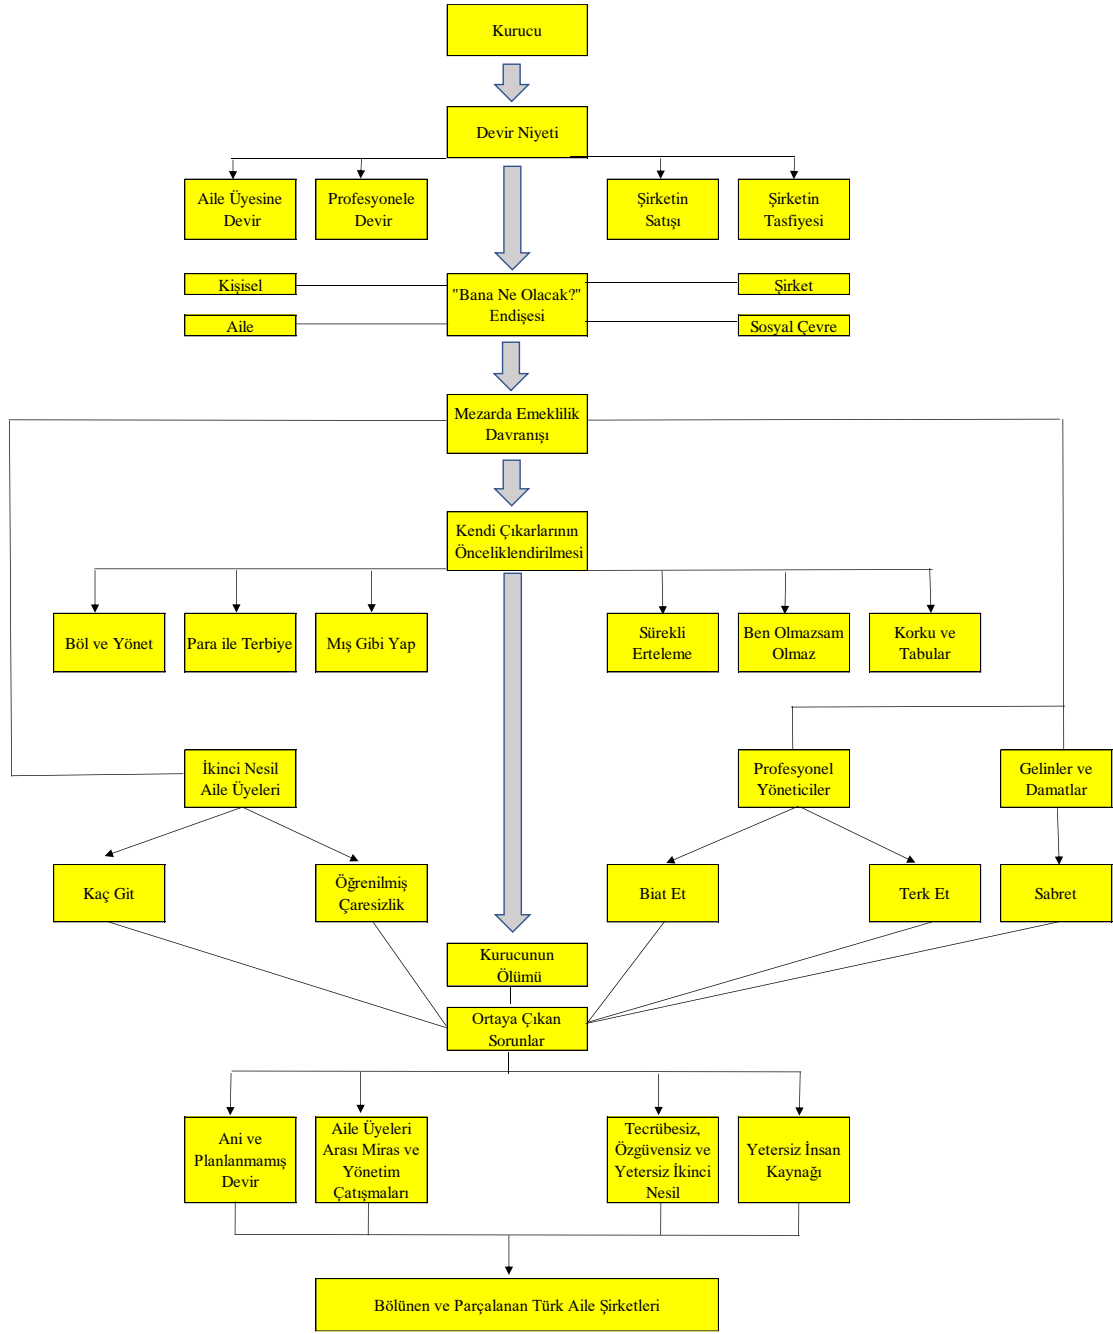 Kurucu
Devir Niyeti
Aile Üyesine
Devir
Profesyonele
Devir
Şirketin
Satışı
Şirketin
Tasfiyesi
Kişisel
Aile
"Bana Ne Olacak?"
Endişesi
Şirket
Sosyal Çevre
Mezarda Emeklilik
Davranışı
Kendi Çıkarlarının
Önceliklendirilmesi
Böl ve Yönet
Para ile Terbiye
Mış Gibi Yap
Sürekli
Erteleme
Ben Olmazsam
Olmaz
Korku ve
Tabular
İkinci Nesil
Aile Üyeleri
Profesyonel
Yöneticiler
Gelinler ve
Damatlar
Kaç Git
Öğrenilmiş
Çaresizlik
Biat Et
Terk Et
Sabret
Kurucunun
Ölümü
Ortaya Çıkan
Sorunlar
Ani ve
Planlanmamış
Devir
Aile Üyeleri
Arası Miras ve
Yönetim
Çatışmaları
Tecrübesiz,
Özgüvensiz ve
Yetersiz İkinci
Nesil
Yetersiz İnsan
Kaynağı
Bölünen ve Parçalanan Türk Aile Şirketleri